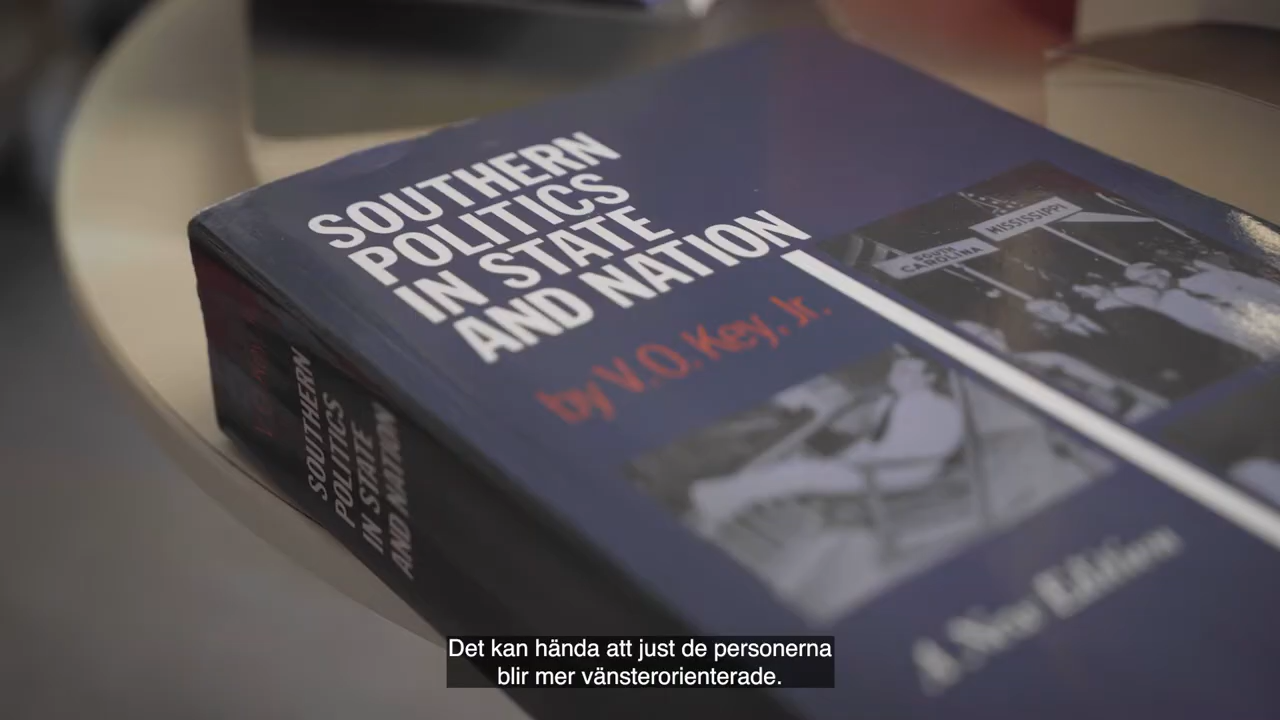 SOUTHERN
POLITICS
IN STATE
AND NATION
by V.O. Key, Jr.
SOUTH
CAROLINA
MISSISSIPPI
A New Edition
SOUTHERN
POLITICS
IN STATE
AND NATION
Det kan hända att just de personerna
blir mer vänsterorienterade.